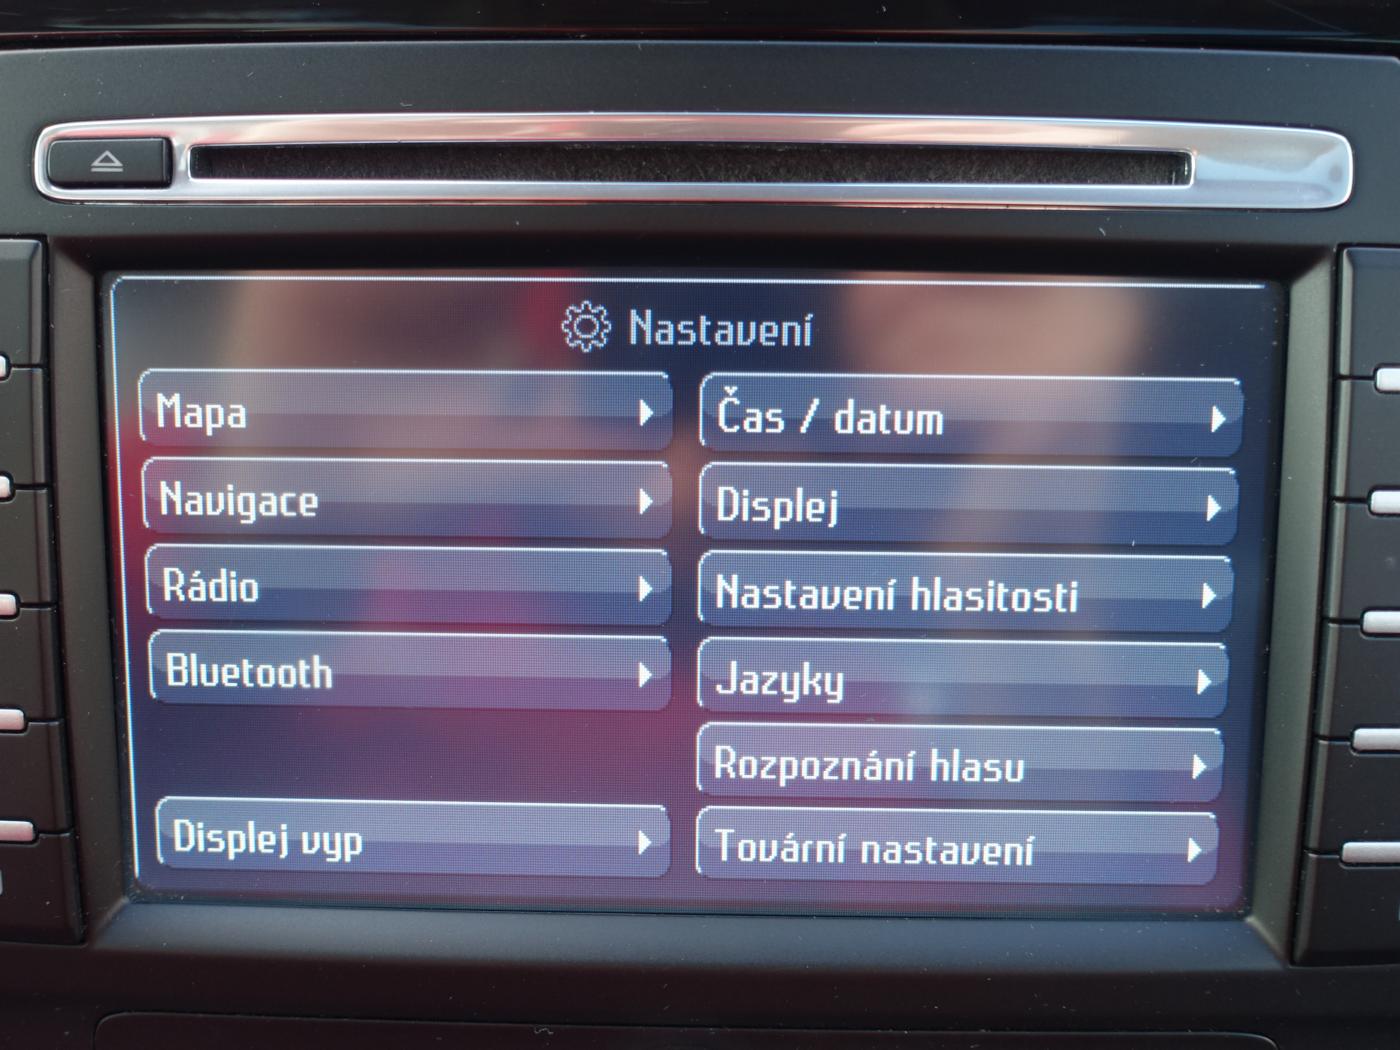 Nastavení
Mapa
Navigace
Rádio
Bluetooth
Displej vyp
Čas / datum
Displej
Nastavení hlasitosti
Jazyky
Rozpoznání hlasu
Tovární nastavení